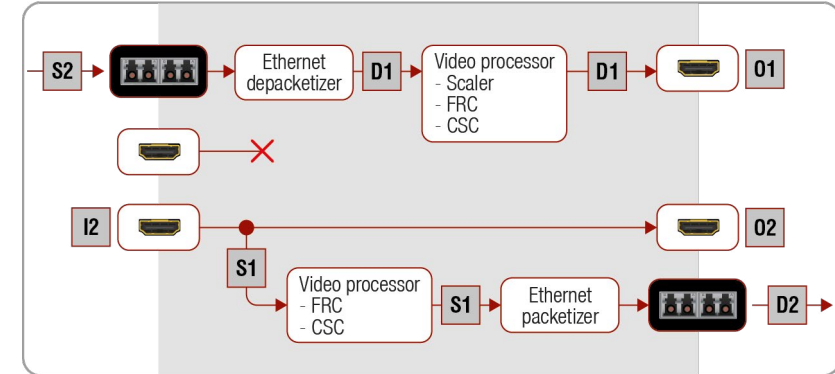 S2
Ethernet
depacketizer
D1
Video processor
- Scaler
- FRC
- CSC
D1
O1
I2
O2
S1
Video processor
- FRC
- CSC
S1
Ethernet
packetizer
D2